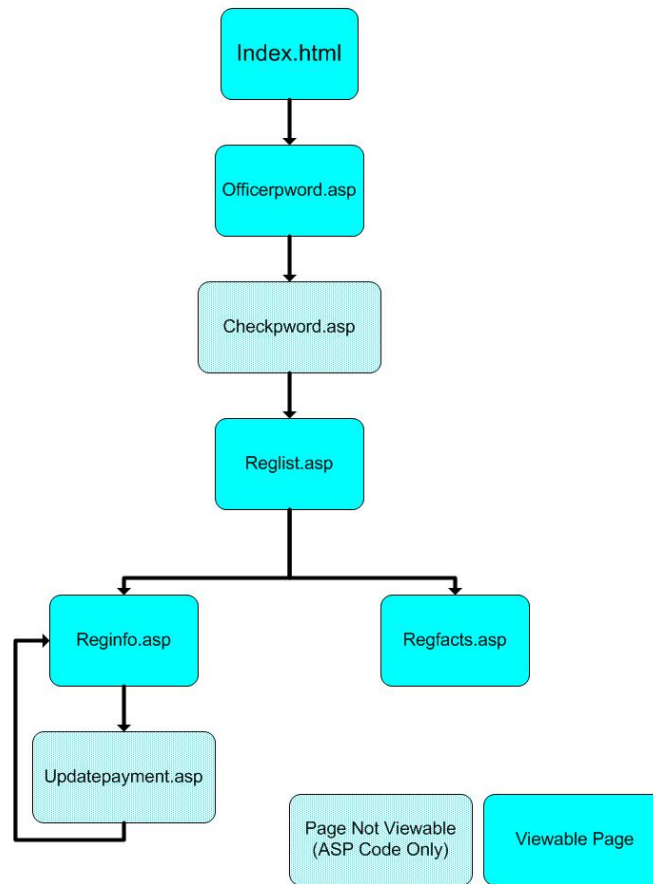 Index.html
Officerpword.asp
Checkpword.asp
Reglist.asp
Reginfo.asp
Regfacts.asp
Updatepayment.asp
Page Not Viewable
(ASP Code Only)
Viewable Page